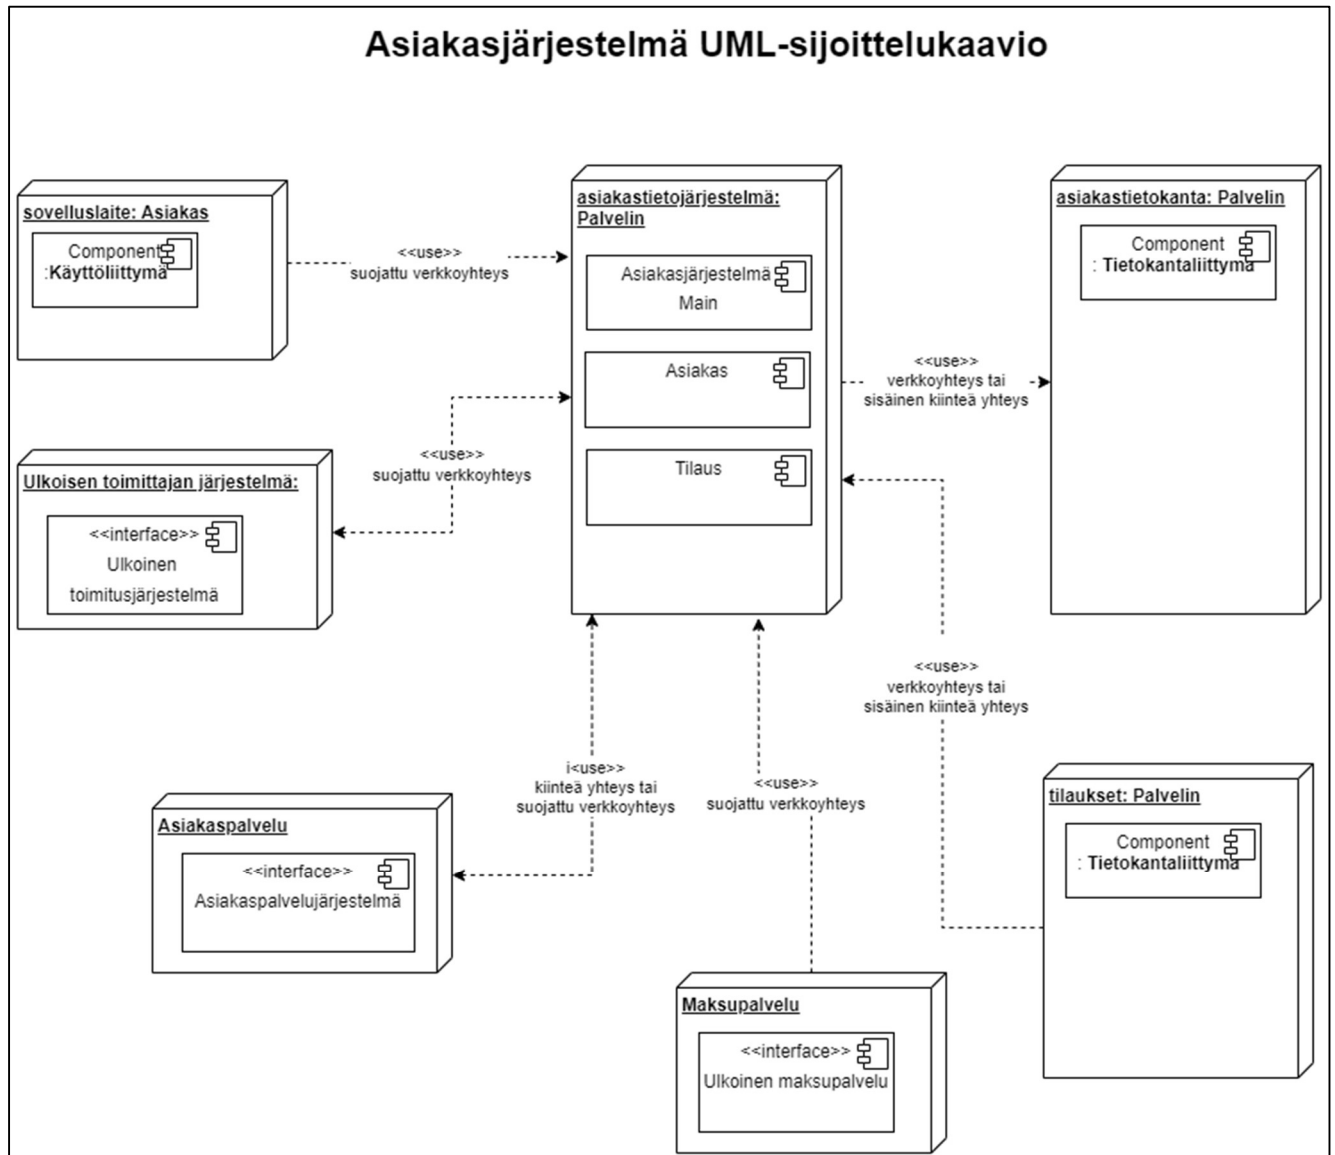 Asiakasjärjestelmä UML-sijoittelukaavio
sovelluslaite: Asiakas
Component
:Käyttöliittymä
<<use>>
suojattu verkkoyhteys
asiakastietojärjestelmä:
Palvelin
Asiakasjärjestelmä
Main
Asiakas
Tilaus
<<use>>
verkkoyhteys tai
sisäinen kiinteä yhteys
asiakastietokanta: Palvelin
Component
: Tietokantaliittymä
<<use>>
suojattu verkkoyhteys
Ulkoisen toimittajan järjestelmä:
<<interface>>
Ulkoinen
toimitusjärjestelmä
<<use>>
verkkoyhteys tai
sisäinen kiinteä yhteys
i<use>>
kiinteä yhteys tai
suojattu verkkoyhteys
<<use>>
suojattu verkkoyhteys
Asiakaspalvelu
<<interface>>
Asiakaspalvelujärjestelmä
tilaukset: Palvelin
Component
: Tietokantaliittymä
Maksupalvelu
<<interface>>
Ulkoinen maksupalvelu